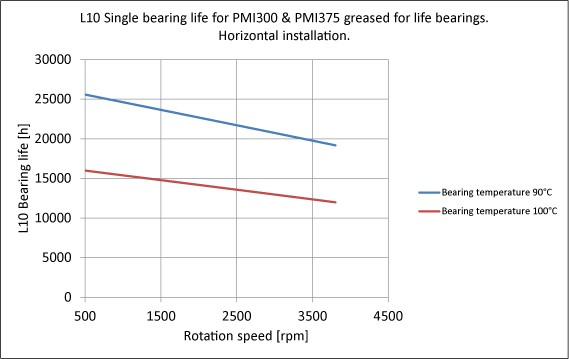 L10 Single bearing life for PMI300 & PMI375 greased for life bearings.
Horizontal installation.
30000
25000
20000
15000
10000
5000
0
L10 Bearing life [h]
500 1500 2500 3500 4500
Rotation speed [rpm]
Bearing temperature 90°C
Bearing temperature 100°C